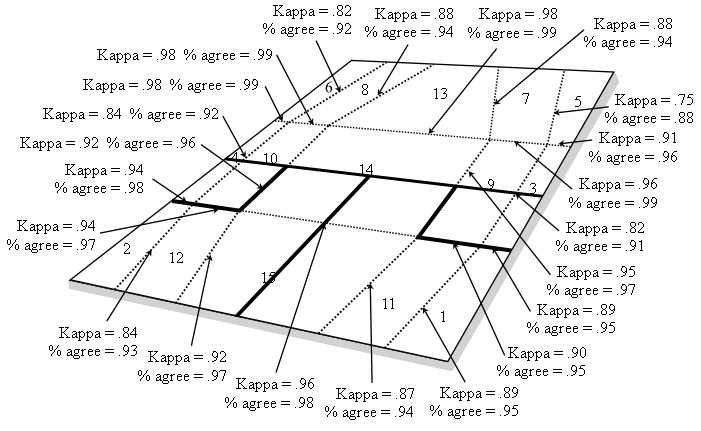 Kappa = .82
% agree = .92
Kappa = .88
% agree = .94
Kappa = .98
% agree = .99
Kappa = .88
% agree = .94
Kappa = .98 % agree = .99
Kappa = .98 % agree = .99
Kappa = .84 % agree = .92
Kappa = .92 % agree = .96
Kappa = .94
% agree = .98
Kappa = .94
% agree = .97
6
8
13
7
5
Kappa = .75
% agree = .88
Kappa = .91
% agree = .96
Kappa = .96
% agree = .99
10
14
9
3
Kappa = .82
% agree = .91
Kappa = .95
% agree = .97
Kappa = .89
% agree = .95
Kappa = .90
% agree = .95
2
12
15
11
1
Kappa = .84
% agree = .93
Kappa = .92
% agree = .97
Kappa = .96
% agree = .98
Kappa = .87
% agree = .94
Kappa = .89
% agree = .95